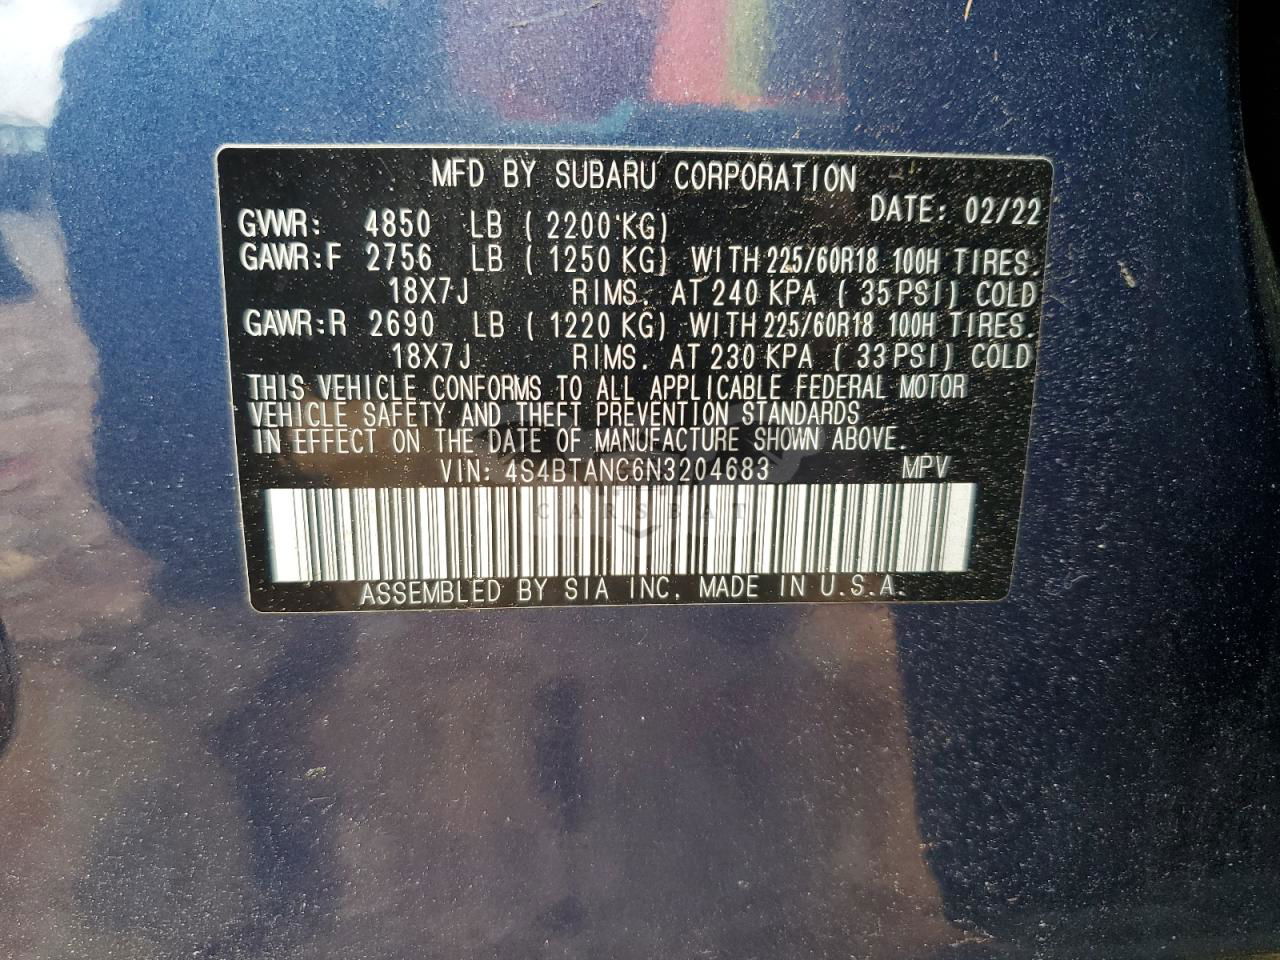 MFD BY SUBARU CORPORATION
DATE: 02/22
GVWR: 4850 LB ( 2200 KG)
GAWR:F 2756 LB ( 1250 KG) WITH 225/60R18 100H TIRES.
18X7J RIMS. AT 240 KPA ( 35 PSI) COLD
GAWR:R 2690 LB ( 1220 KG) WITH 225/60R18 100H TIRES.
18X7J RIMS. AT 230 KPA ( 33 PSI) COLD
THIS VEHICLE CONFORMS TO ALL APPLICABLE FEDERAL MOTOR
VEHICLE SAFETY AND THEFT PREVENTION STANDARDS
IN EFFECT ON THE DATE OF MANUFACTURE SHOWN ABOVE.
VIN: 4S4BTANC6N3204683 MPV
CARSBAT
ASSEMBLED BY SIA INC. MADE IN U.S.A.